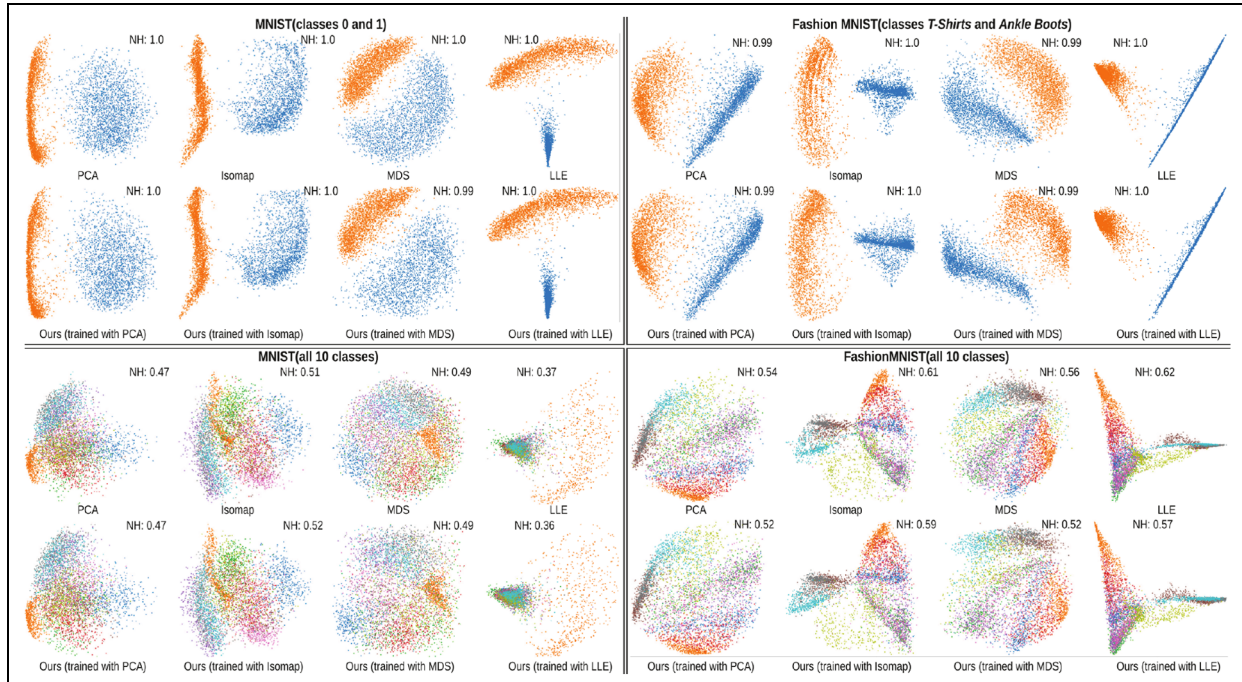 MNIST(classes 0 and 1)
NH: 1.0
NH: 1.0
NH: 1.0
NH: 1.0
PCA
Isomap
MDS
LLE
NH: 1.0
NH: 1.0
NH: 0.99
NH: 1.0
Ours (trained with PCA)
Ours (trained with Isomap)
Ours (trained with MDS)
Ours (trained with LLE)
Fashion MNIST(classes T-Shirts and Ankle Boots)
NH: 0.99
NH: 1.0
NH: 0.99
NH: 1.0
PCA
Isomap
MDS
LLE
NH: 0.99
NH: 1.0
NH: 0.99
NH: 1.0
Ours (trained with PCA)
Ours (trained with Isomap)
Ours (trained with MDS)
Ours (trained with LLE)
MNIST(all 10 classes)
NH: 0.47
NH: 0.51
NH: 0.49
NH: 0.37
PCA
Isomap
MDS
LLE
NH: 0.47
NH: 0.52
NH: 0.49
NH: 0.36
Ours (trained with PCA)
Ours (trained with Isomap)
Ours (trained with MDS)
Ours (trained with LLE)
FashionMNIST(all 10 classes)
NH: 0.54
NH: 0.61
NH: 0.56
NH: 0.62
PCA
Isomap
MDS
LLE
NH: 0.52
NH: 0.59
NH: 0.52
NH: 0.57
Ours (trained with PCA)
Ours (trained with Isomap)
Ours (trained with MDS)
Ours (trained with LLE)